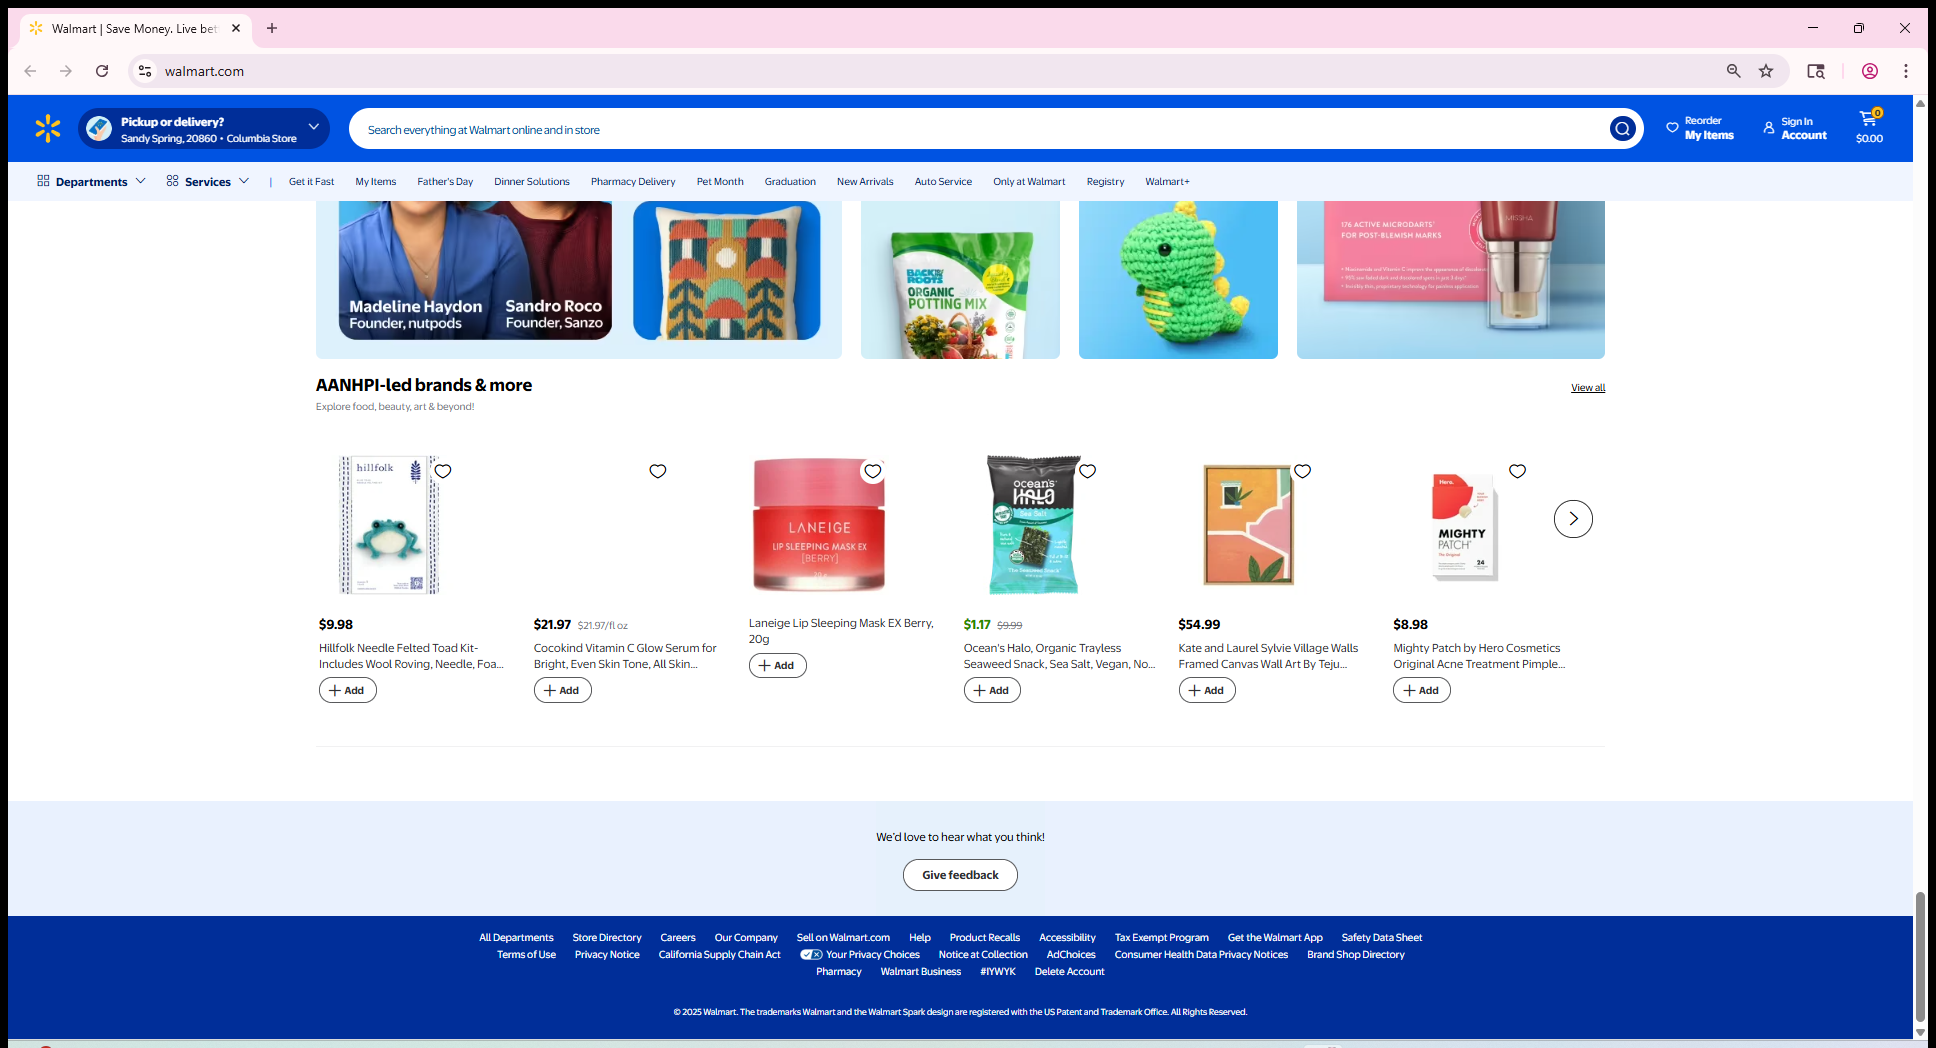 Walmart | Save Money. Live bet
walmart.com
Pickup or delivery?
Sandy Spring, 20860 • Columbia Store
Search everything at Walmart online and in store
Reorder
My Items
Sign In
Account
0
$0.00
Departments
Services
Get it Fast
My Items
Father's Day
Dinner Solutions
Pharmacy Delivery
Pet Month
Graduation
New Arrivals
Auto Service
Only at Walmart
Registry
Walmart+
Madeline Haydon
Founder, nutpods
Sandro Roco
Founder, Sanzo
BACK TO THE ROOTS
ORGANIC
POTTING MIX
176 ACTIVE MICRODARTS
FOR POST-BLEMISH MARKS
MISSHA
AANHPI-led brands & more
Explore food, beauty, art & beyond!
View all
hillfolk
LANEIGE
LIP SLEEPING MASK EX
[BERRY]
20 g
ocean's
HALO
Sea Salt
The Seaweed Snack
Hero.
MIGHTY
PATCH
The Original
24
$9.98
Hillfolk Needle Felted Toad Kit-
Includes Wool Roving, Needle, Foa...
Add
$21.97 $21.97/fl oz
Cocokind Vitamin C Glow Serum for
Bright, Even Skin Tone, All Skin...
Add
Laneige Lip Sleeping Mask EX Berry,
20g
Add
$1.17 $9.99
Ocean's Halo, Organic Trayless
Seaweed Snack, Sea Salt, Vegan, No...
Add
$54.99
Kate and Laurel Sylvie Village Walls
Framed Canvas Wall Art By Teju...
Add
$8.98
Mighty Patch by Hero Cosmetics
Original Acne Treatment Pimple...
Add
We'd love to hear what you think!
Give feedback
All Departments Store Directory Careers Our Company Sell on Walmart.com Help Product Recalls Accessibility Tax Exempt Program Get the Walmart App Safety Data Sheet
Terms of Use Privacy Notice California Supply Chain Act Your Privacy Choices Notice at Collection AdChoices Consumer Health Data Privacy Notices Brand Shop Directory
Pharmacy Walmart Business #IYWYK Delete Account
© 2025 Walmart. The trademarks Walmart and the Walmart Spark design are registered with the US Patent and Trademark Office. All Rights Reserved.